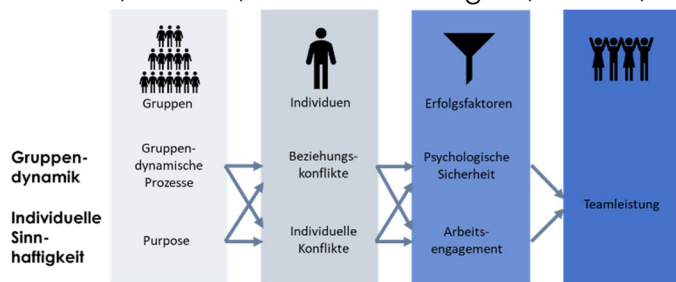 Gruppen
Individuen
Erfolgsfaktoren
Gruppen-
dynamik
Gruppen-
dynamische
Prozesse
Beziehungs-
konflikte
Psychologische
Sicherheit
Teamleistung
Individuelle
Sinn-
haftigkeit
Purpose
Individuelle
Konflikte
Arbeits-
engagement